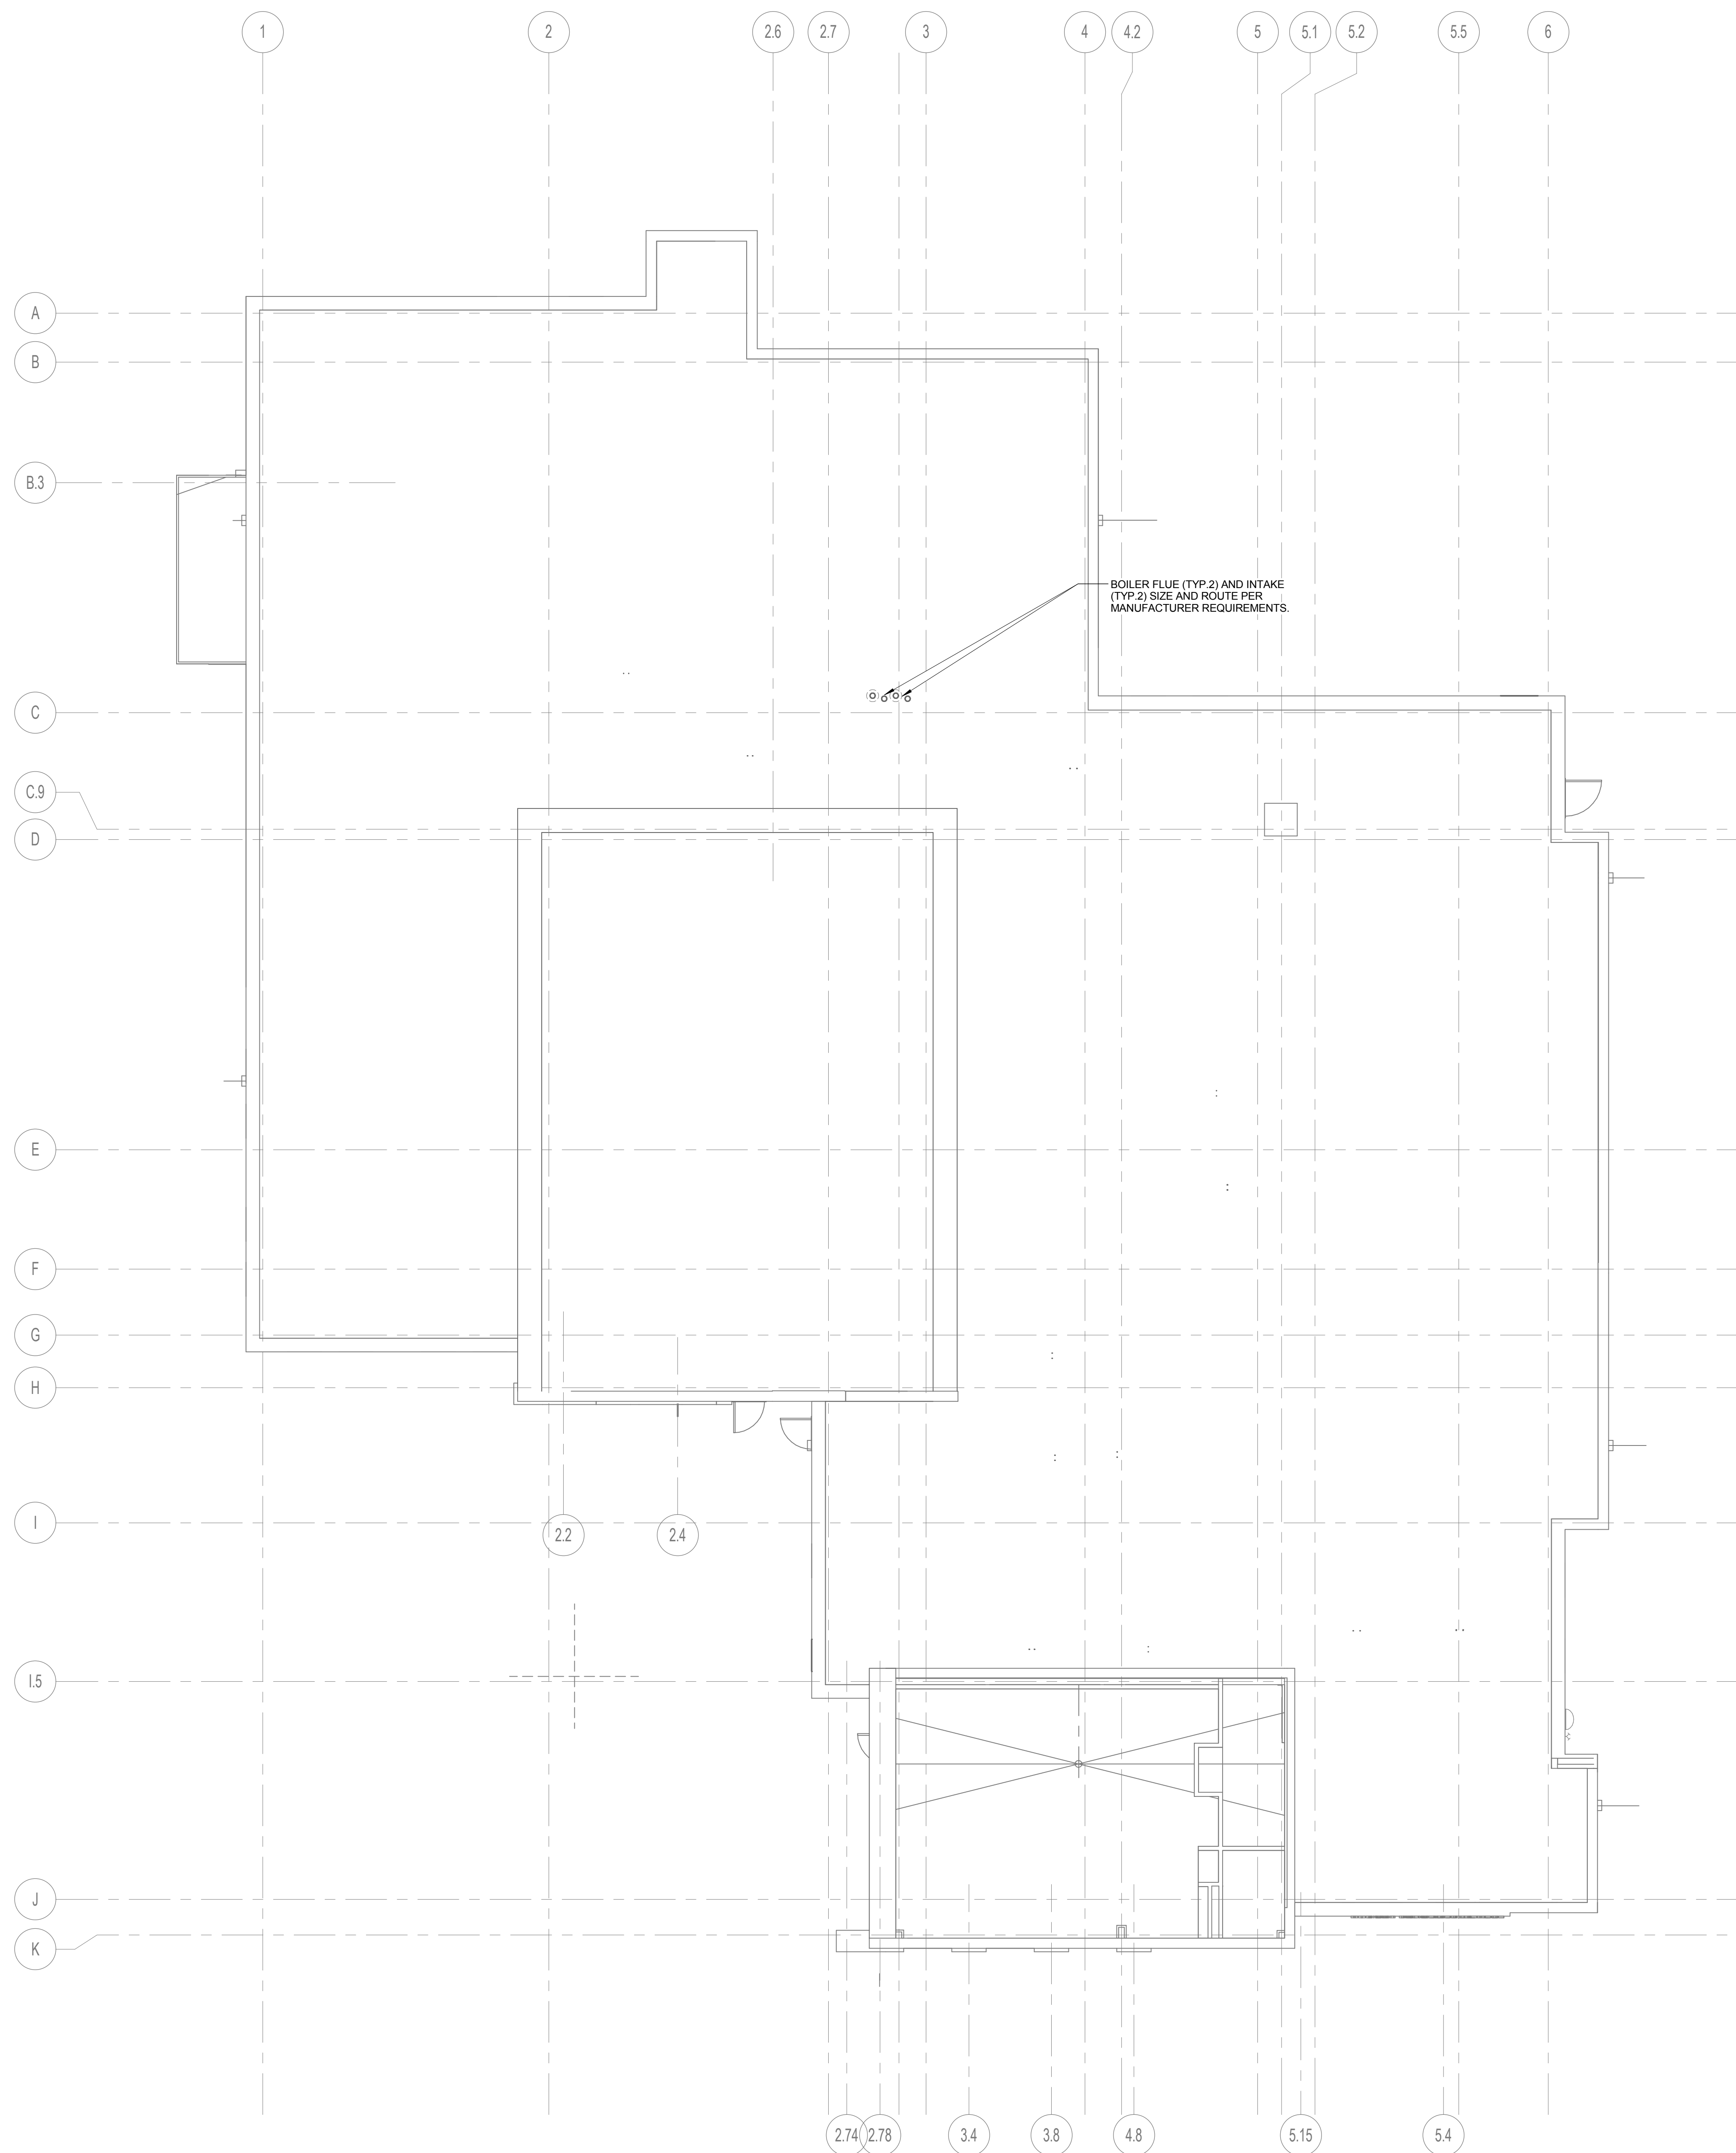 1
2
2.6
2.7
3
4
4.2
5
5.1
5.2
5.5
6
A
B
B.3
BOILER FLUE (TYP.2) AND INTAKE
(TYP.2) SIZE AND ROUTE PER
MANUFACTURER REQUIREMENTS.
C
C.9
D
E
F
G
H
I
2.2
2.4
I.5
J
K
2.74
2.78
3.4
3.8
4.8
5.15
5.4